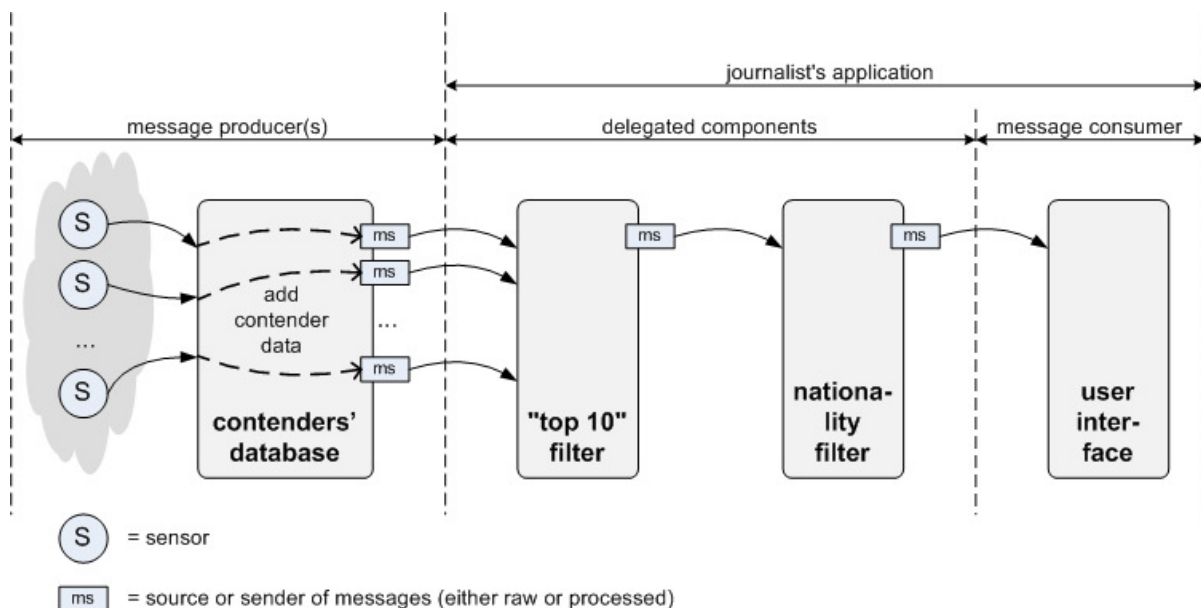 journalist's application
message producer(s)
delegated components
message consumer
S
S
...
S
add
contender
data
contenders'
database
ms
ms
...
ms
"top 10"
filter
ms
nationa-
lity
filter
ms
user
inter-
face
S = sensor
ms = source or sender of messages (either raw or processed)